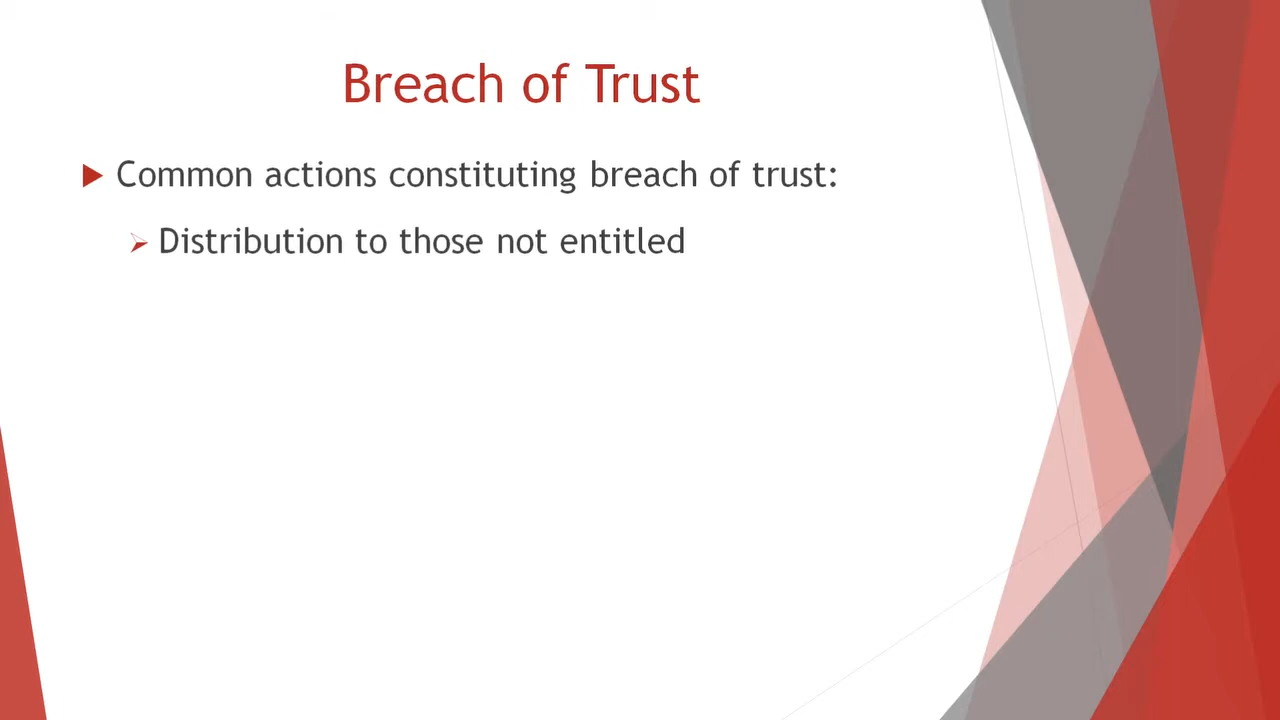 Breach of Trust
Common actions constituting breach of trust:
Distribution to those not entitled